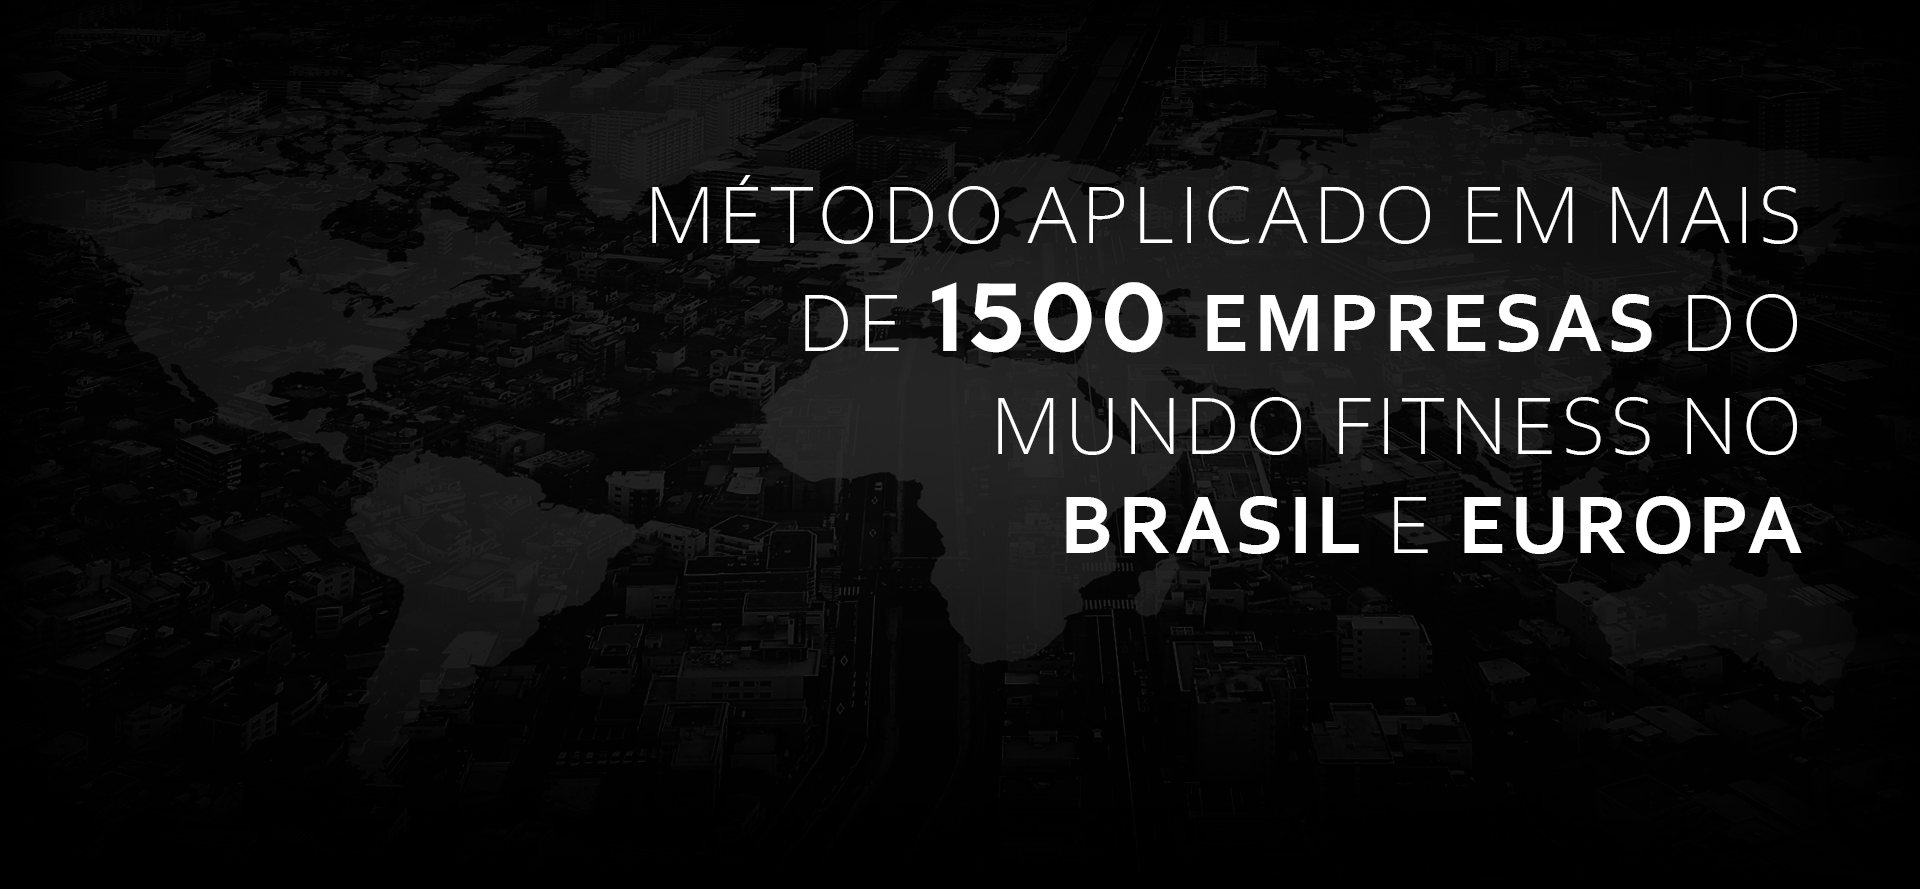 MÉTODO APLICADO EM MAIS
DE 1500 EMPRESAS DO
MUNDO FITNESS NO
BRASIL E EUROPA